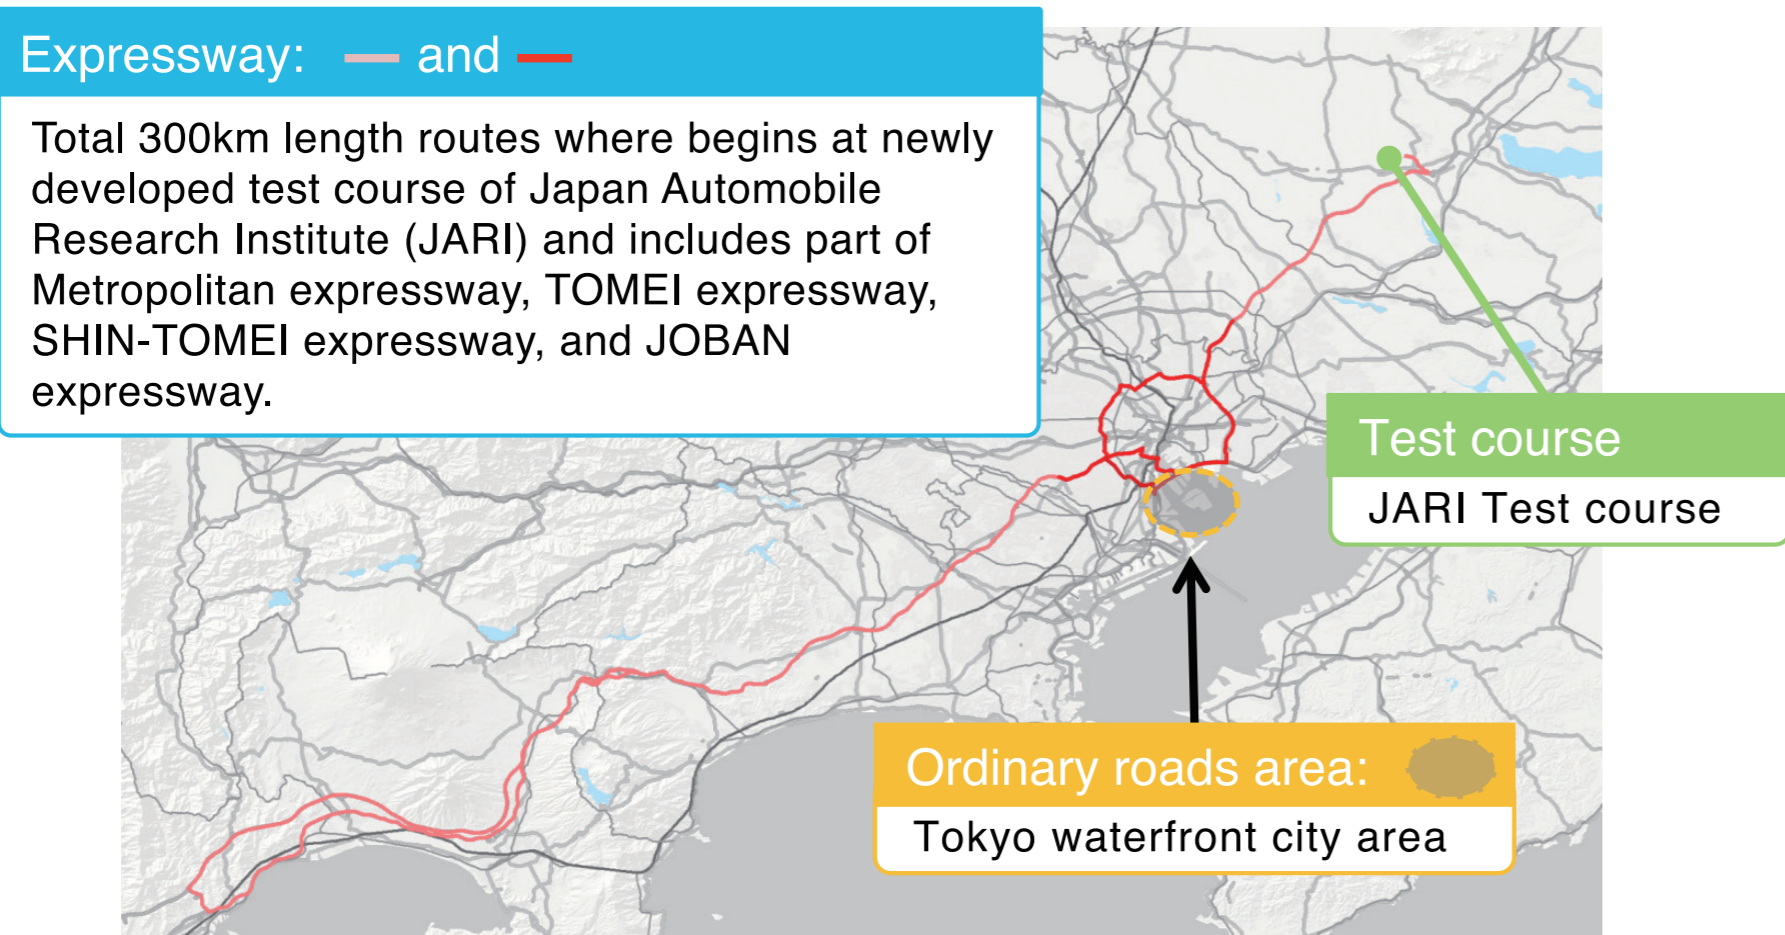 Expressway: and
Total 300km length routes where begins at newly
developed test course of Japan Automobile
Research Institute (JARI) and includes part of
Metropolitan expressway, TOMEI expressway,
SHIN-TOMEI expressway, and JOBAN
expressway.
Test course
JARI Test course
Ordinary roads area:
Tokyo waterfront city area